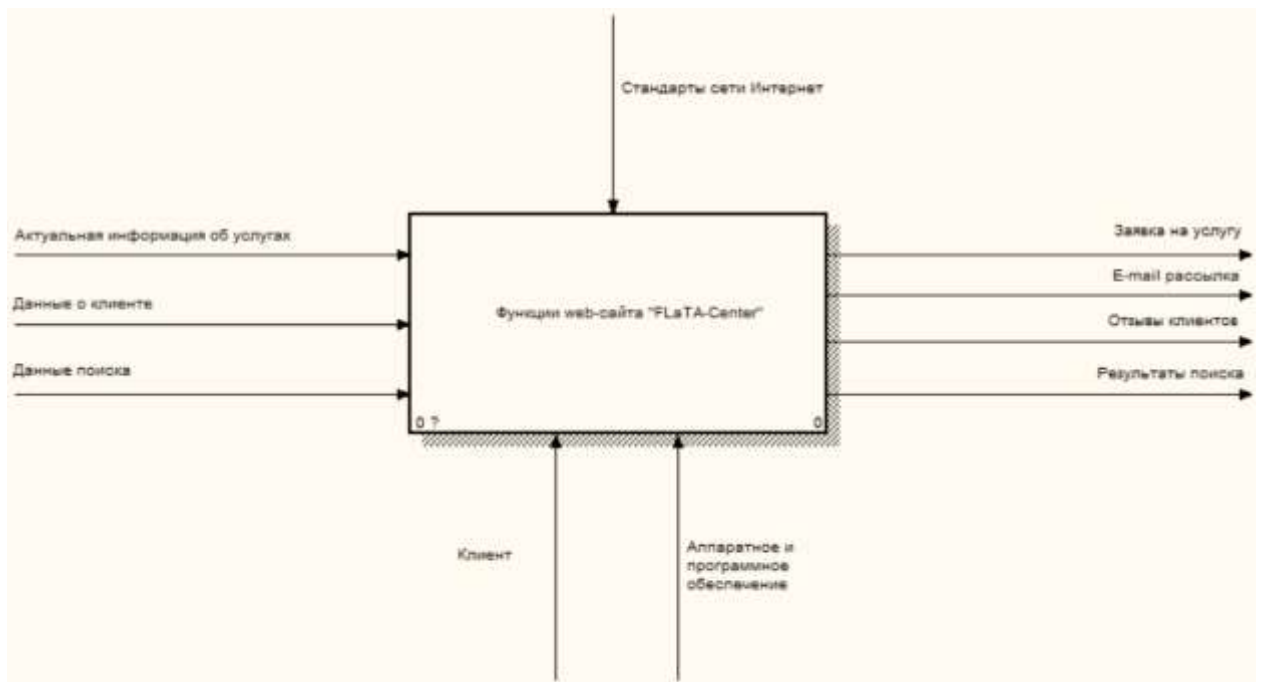 Стандарты сети Интернет
Актуальная информация об услугах
Заявка на услугу
E-mail рассылка
Данные о клиенте
Функции web-сайта "FLaTA-Center"
Отзывы клиентов
Данные поиска
Результаты поиска
0 ?
0
Клиент
Аппаратное и
программное
обеспечение